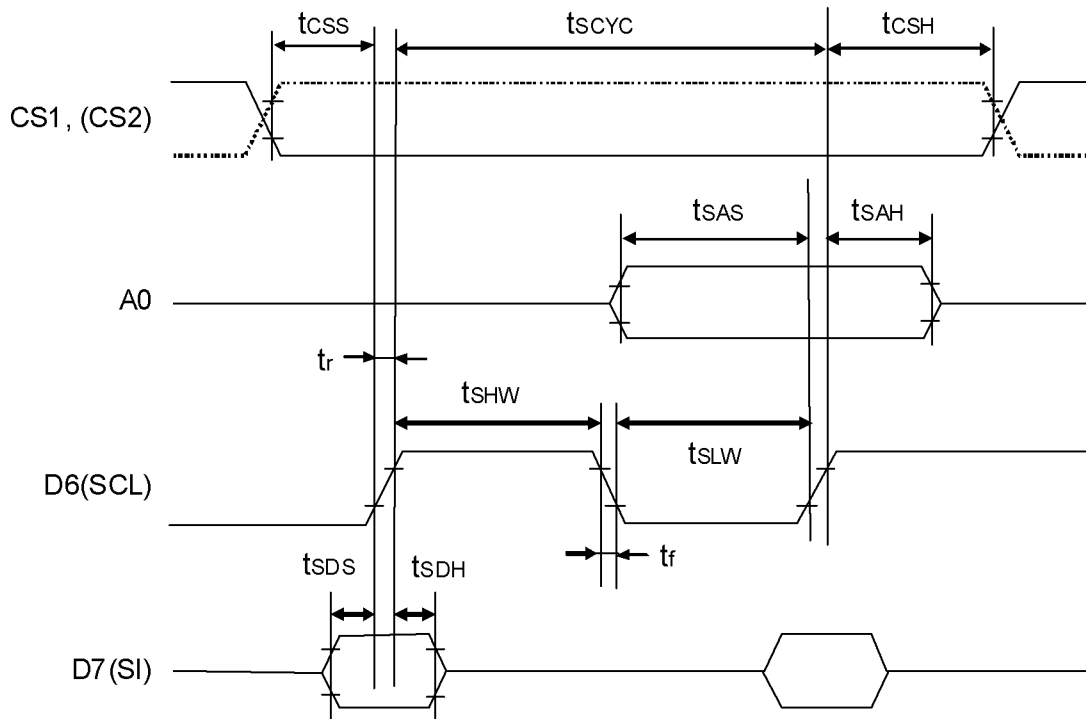 tCSS tSCYC tCSH
CS1, (CS2)
tSAS tSAH
A0
tr
tSHW
tSLW
D6(SCL)
tf
tSDS tSDH
D7(SI)